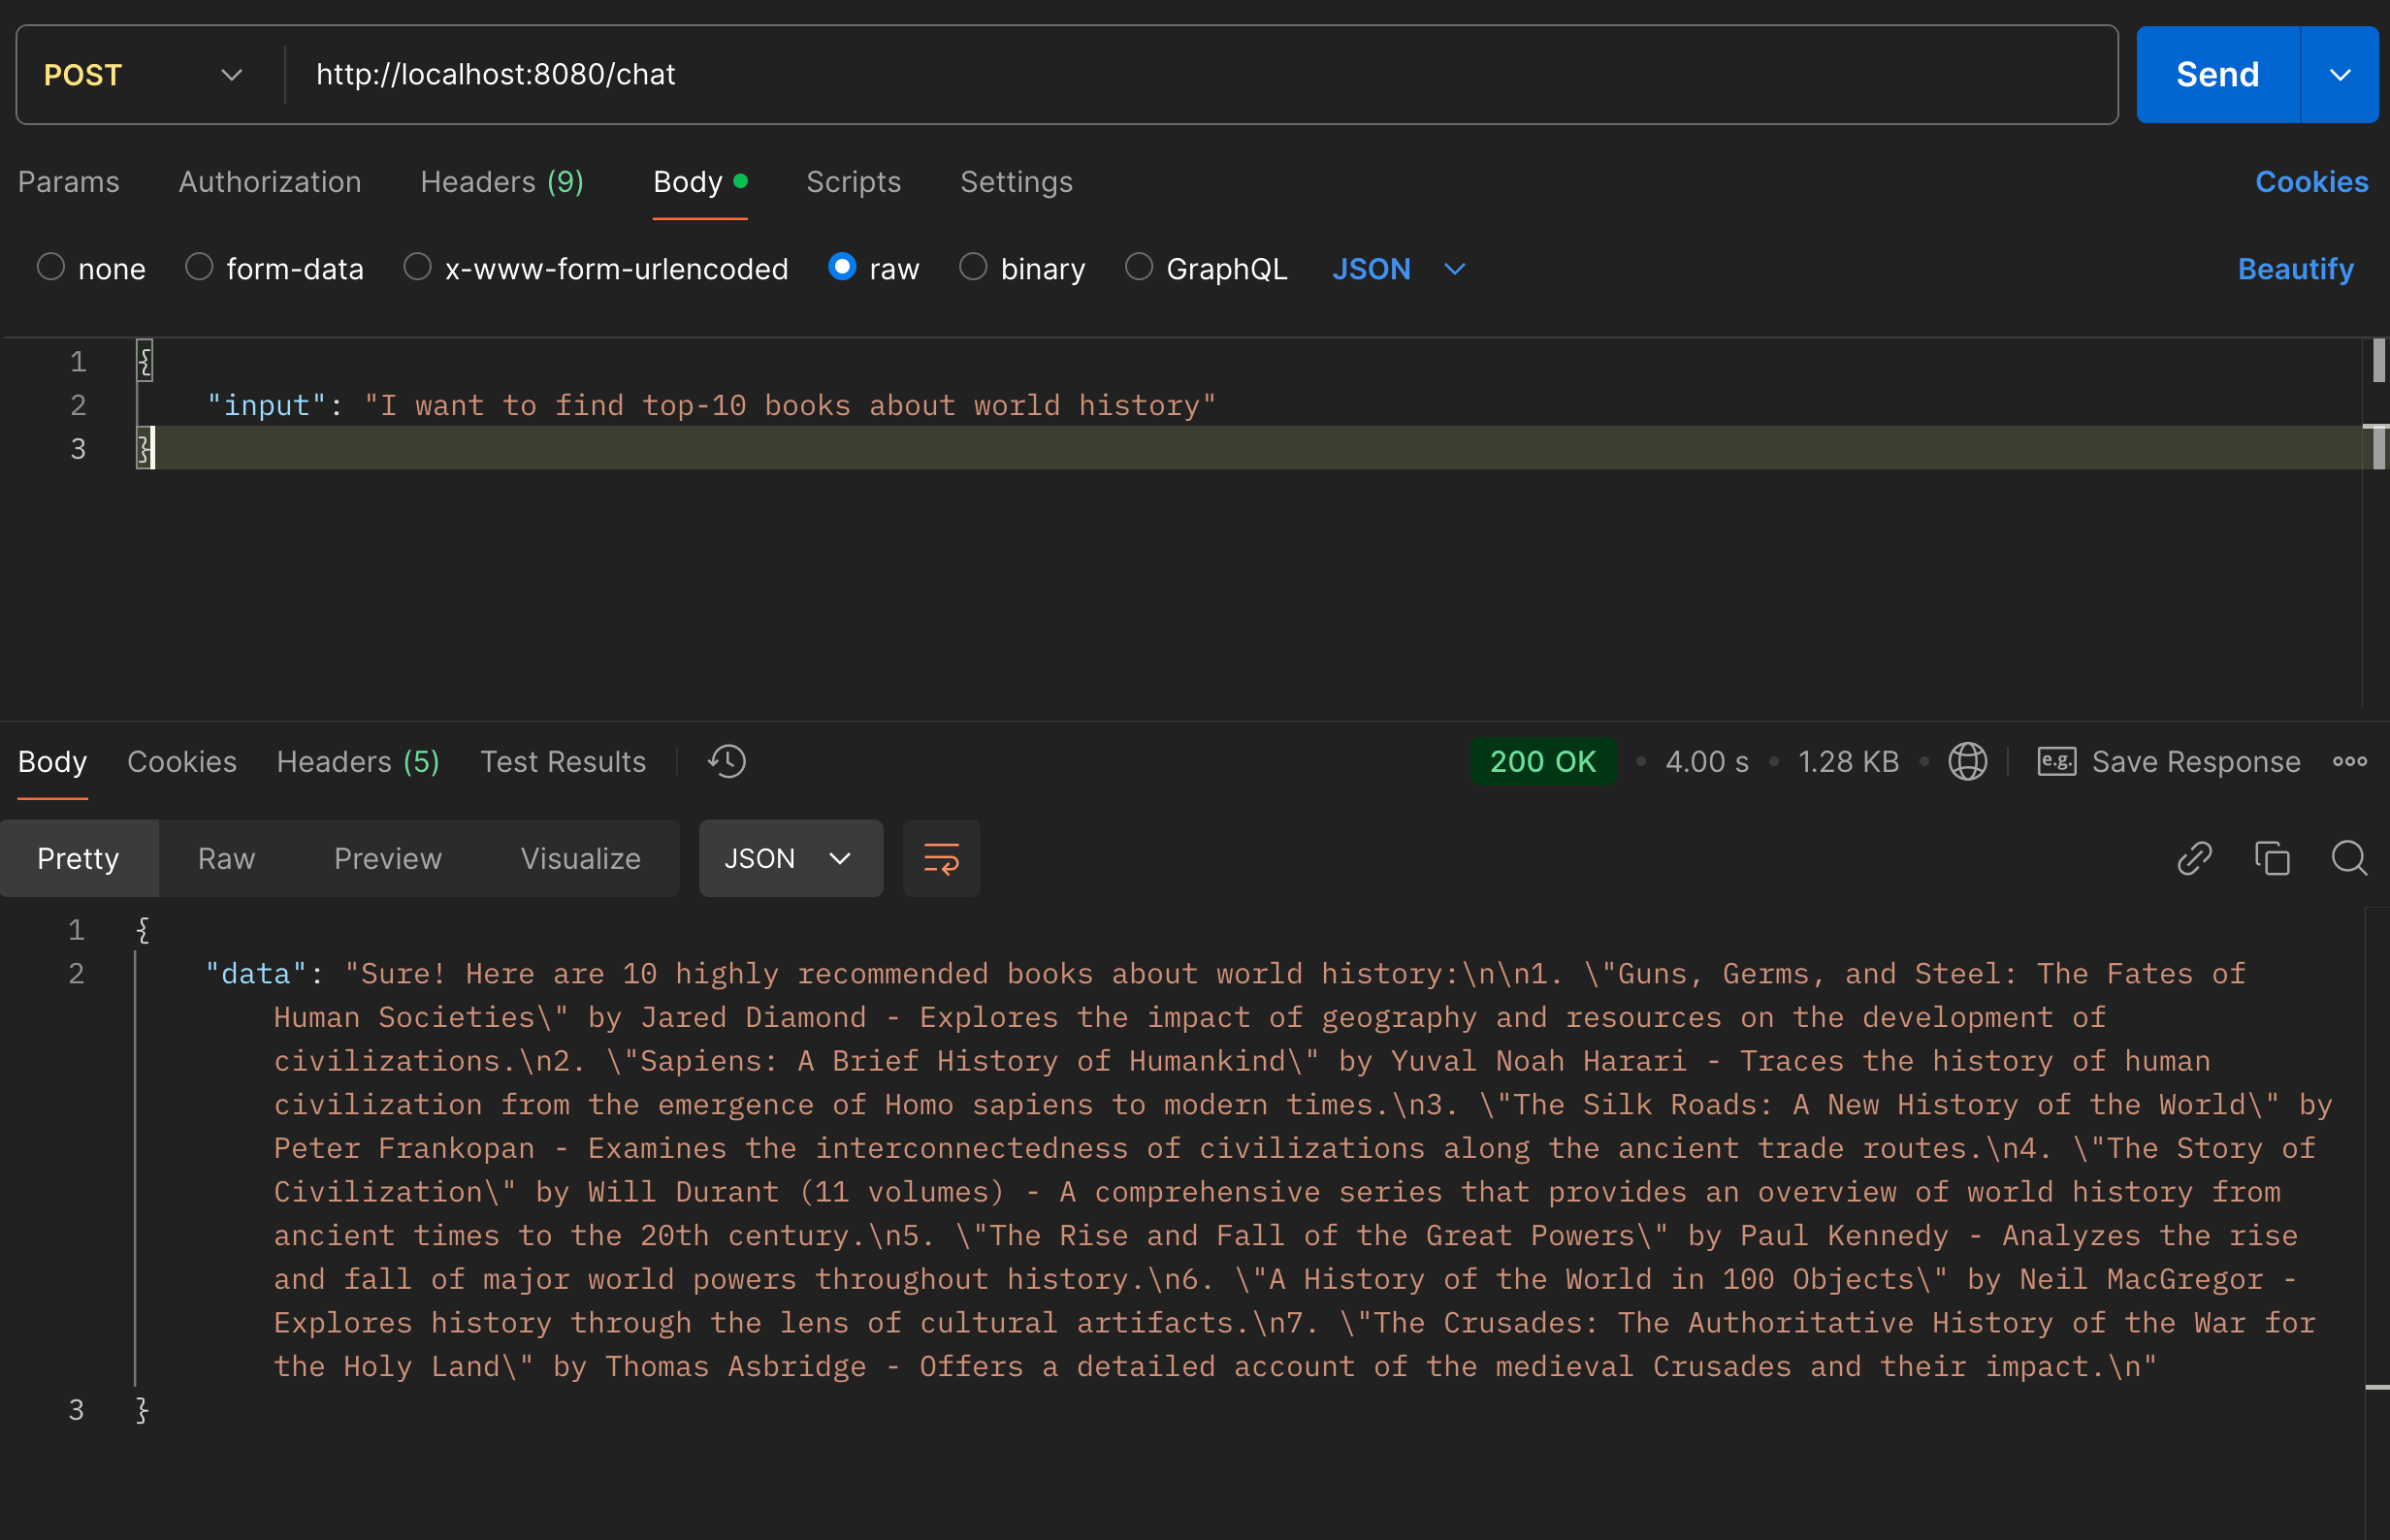 POST http://localhost:8080/chat Send
Params Authorization Headers (9) Body Scripts Settings Cookies
none form-data x-www-form-urlencoded raw binary GraphQL JSON Beautify
1 {
2 "input": "I want to find top-10 books about world history"
3 }
Body Cookies Headers (5) Test Results 200 OK • 4.00 s • 1.28 KB • e.g. Save Response
Pretty Raw Preview Visualize JSON
1 {
2 "data": "Sure! Here are 10 highly recommended books about world history:\n\n1. \"Guns, Germs, and Steel: The Fates of
Human Societies\" by Jared Diamond - Explores the impact of geography and resources on the development of
civilizations.\n2. \"Sapiens: A Brief History of Humankind\" by Yuval Noah Harari - Traces the history of human
civilization from the emergence of Homo sapiens to modern times.\n3. \"The Silk Roads: A New History of the World\" by
Peter Frankopan - Examines the interconnectedness of civilizations along the ancient trade routes.\n4. \"The Story of
Civilization\" by Will Durant (11 volumes) - A comprehensive series that provides an overview of world history from
ancient times to the 20th century.\n5. \"The Rise and Fall of the Great Powers\" by Paul Kennedy - Analyzes the rise
and fall of major world powers throughout history.\n6. \"A History of the World in 100 Objects\" by Neil MacGregor -
Explores history through the lens of cultural artifacts.\n7. \"The Crusades: The Authoritative History of the War for
the Holy Land\" by Thomas Asbridge - Offers a detailed account of the medieval Crusades and their impact.\n"
3 }